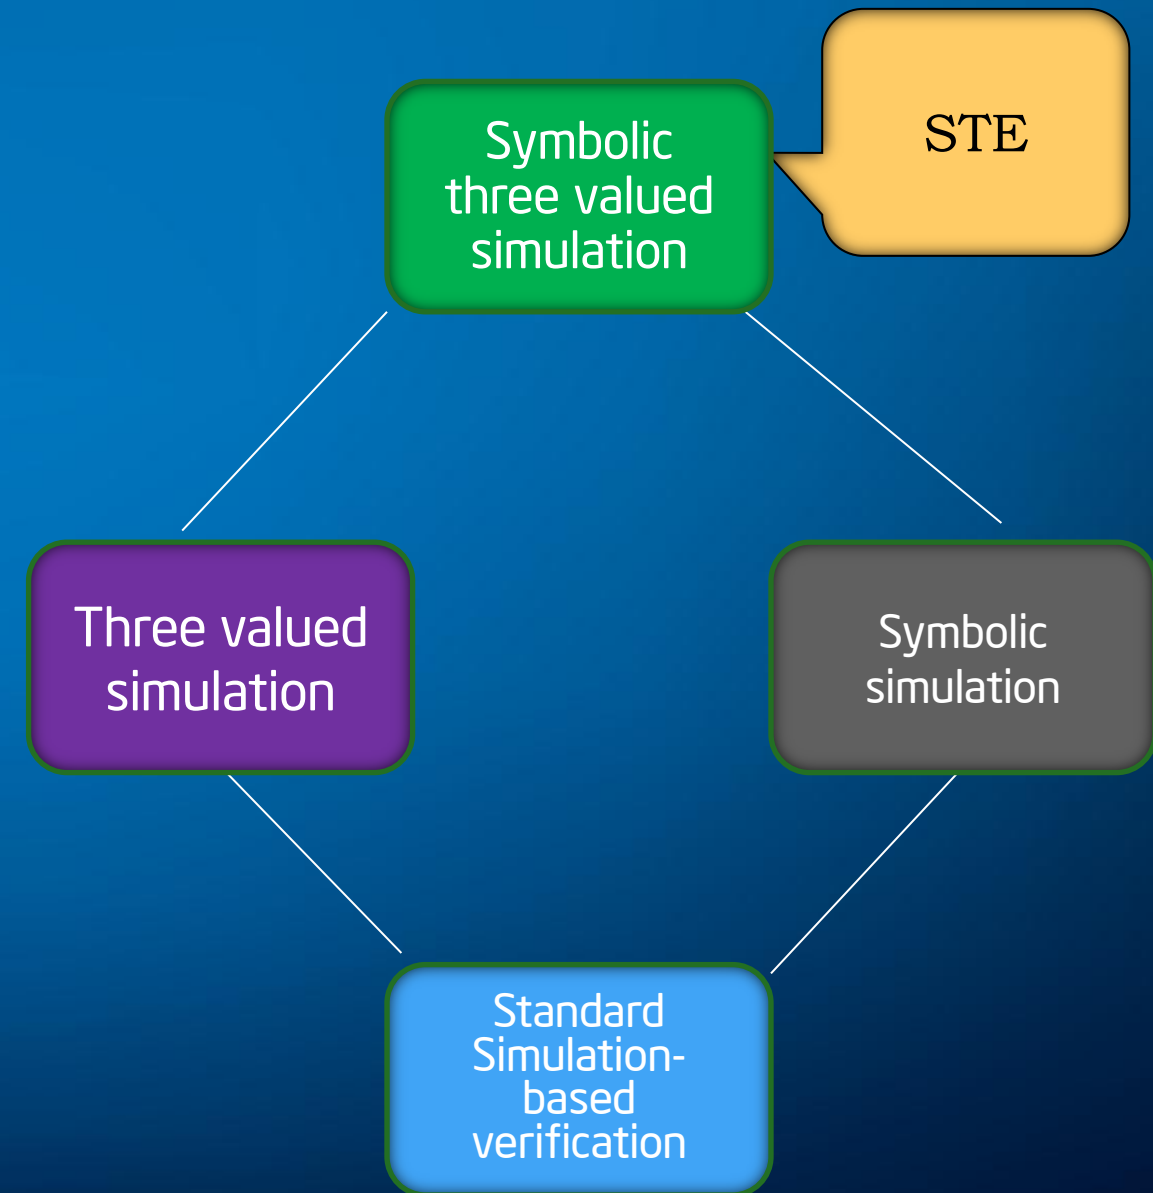 Symbolic
three valued
simulation
STE
Three valued
simulation
Symbolic
simulation
Standard
Simulation-
based
verification